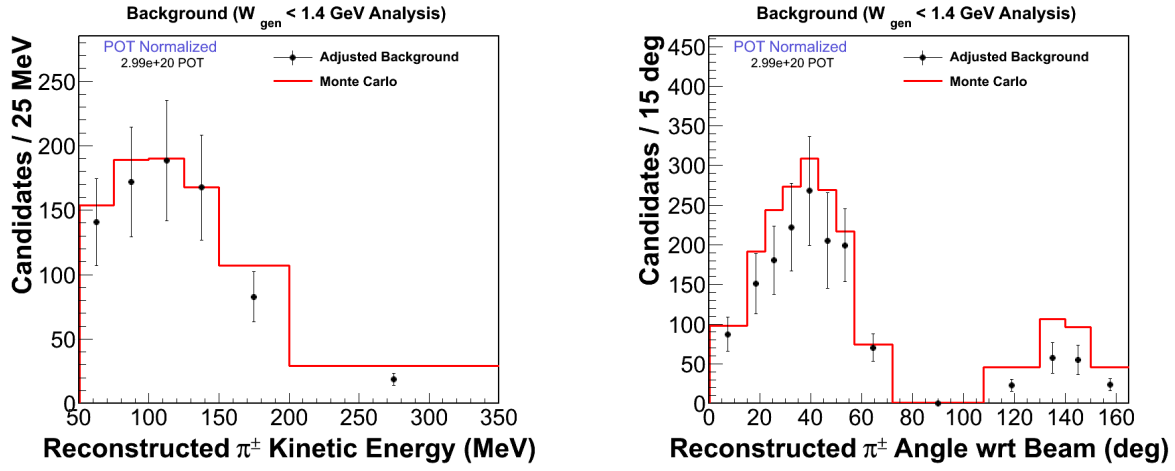 Background (W gen < 1.4 GeV Analysis)
POT Normalized
2.99e+20 POT
Adjusted Background
Monte Carlo
Candidates / 25 MeV
250
200
150
100
50
0
50 100 150 200 250 300 350
Reconstructed π± Kinetic Energy (MeV)
Background (W gen < 1.4 GeV Analysis)
POT Normalized
2.99e+20 POT
Adjusted Background
Monte Carlo
Candidates / 15 deg
450
400
350
300
250
200
150
100
50
0
0 20 40 60 80 100 120 140 160
Reconstructed π± Angle wrt Beam (deg)